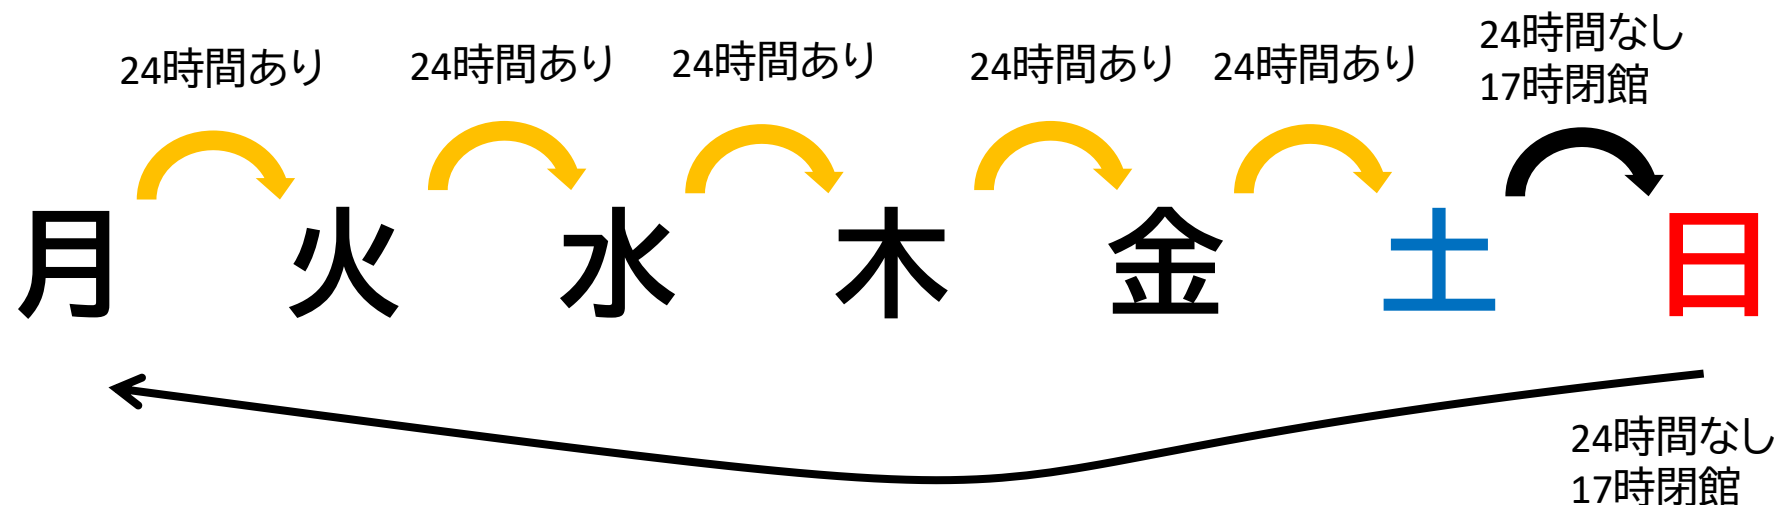 24時間あり
24時間あり
24時間あり
24時間あり
24時間あり
24時間なし
17時閉館
月 火 水 木 金 土 日
24時間なし
17時閉館